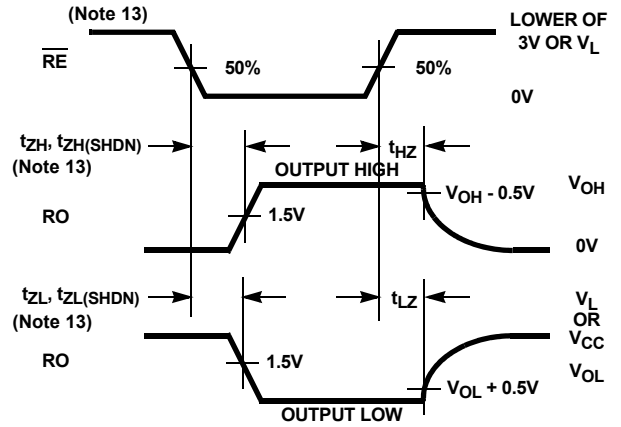 (Note 13)
LOWER OF
3V OR VL
RE
50%
50%
0V
tZH, tZH(SHDN)
(Note 13)
tHZ
OUTPUT HIGH
VOH - 0.5V
VOH
RO
1.5V
0V
tZL, tZL(SHDN)
(Note 13)
tLZ
VL
OR
VCC
RO
1.5V
VOL + 0.5V
VOL
OUTPUT LOW